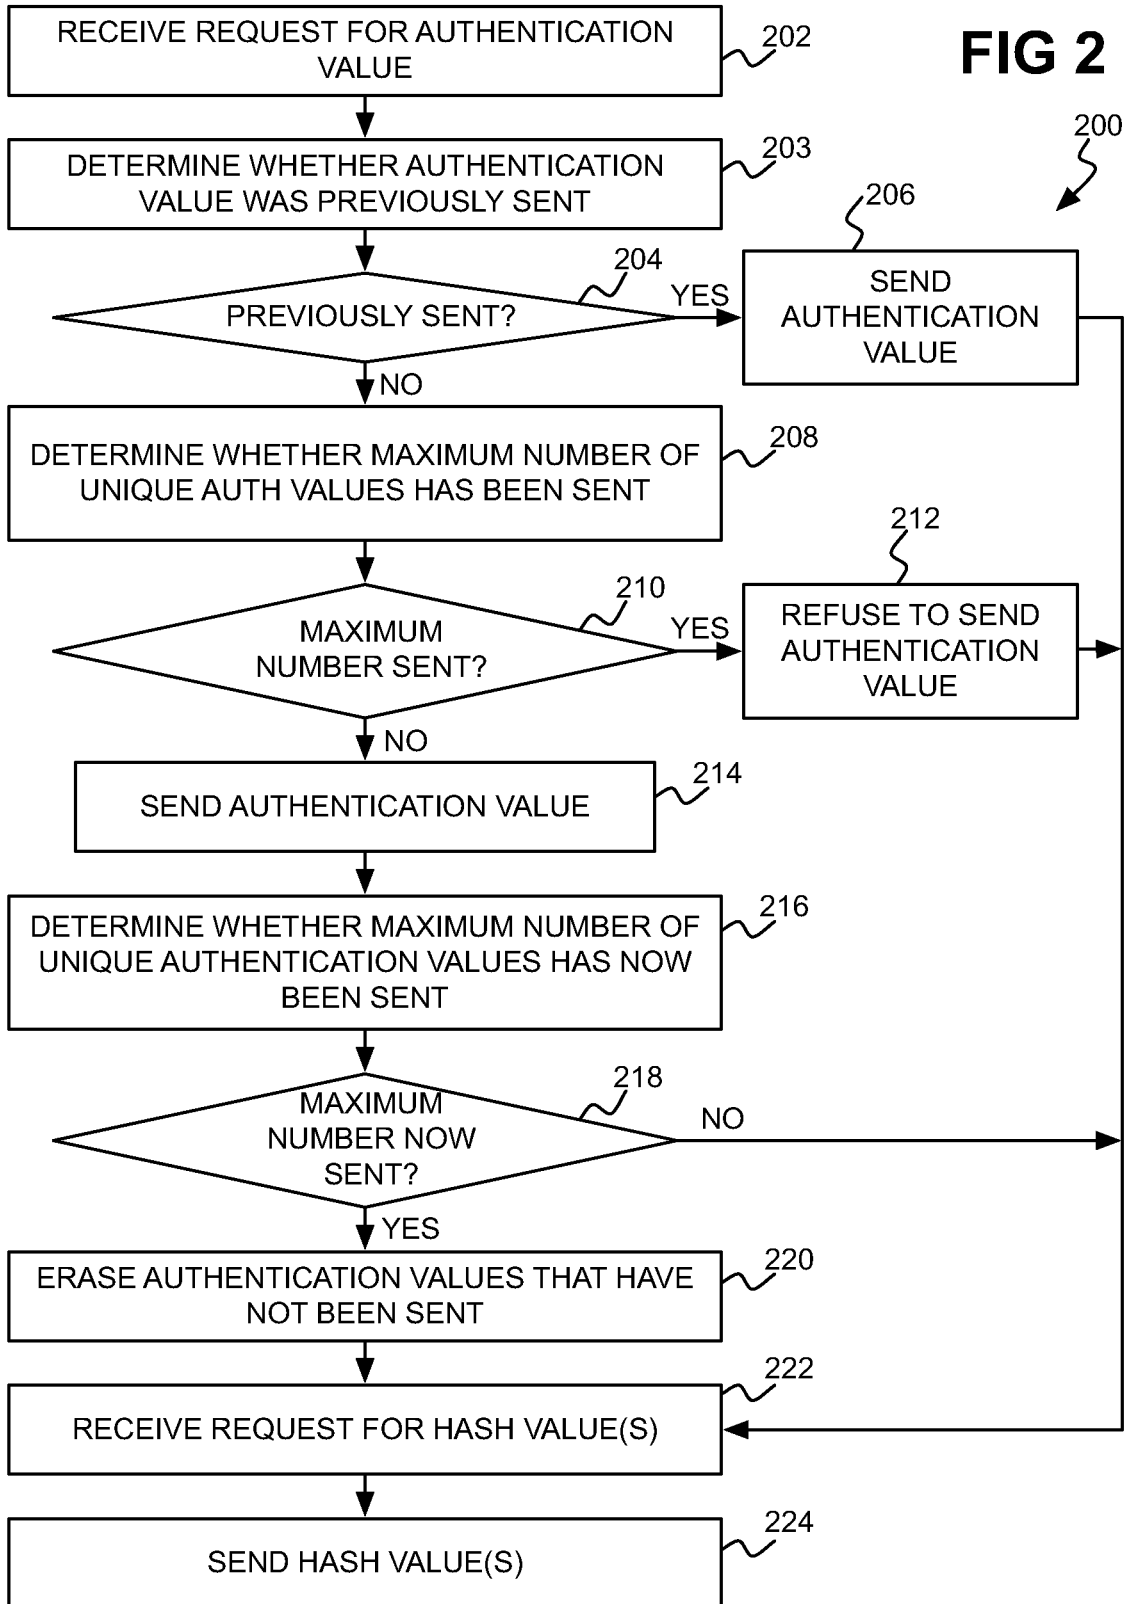 RECEIVE REQUEST FOR AUTHENTICATION
VALUE
202
FIG 2
200
DETERMINE WHETHER AUTHENTICATION
VALUE WAS PREVIOUSLY SENT
203
206
204
PREVIOUSLY SENT?
YES
SEND
AUTHENTICATION
VALUE
NO
DETERMINE WHETHER MAXIMUM NUMBER OF
UNIQUE AUTH VALUES HAS BEEN SENT
208
212
210
MAXIMUM
NUMBER SENT?
YES
REFUSE TO SEND
AUTHENTICATION
VALUE
NO
SEND AUTHENTICATION VALUE
214
DETERMINE WHETHER MAXIMUM NUMBER OF
UNIQUE AUTHENTICATION VALUES HAS NOW
BEEN SENT
216
218
MAXIMUM
NUMBER NOW
SENT?
NO
YES
ERASE AUTHENTICATION VALUES THAT HAVE
NOT BEEN SENT
220
222
RECEIVE REQUEST FOR HASH VALUE(S)
224
SEND HASH VALUE(S)